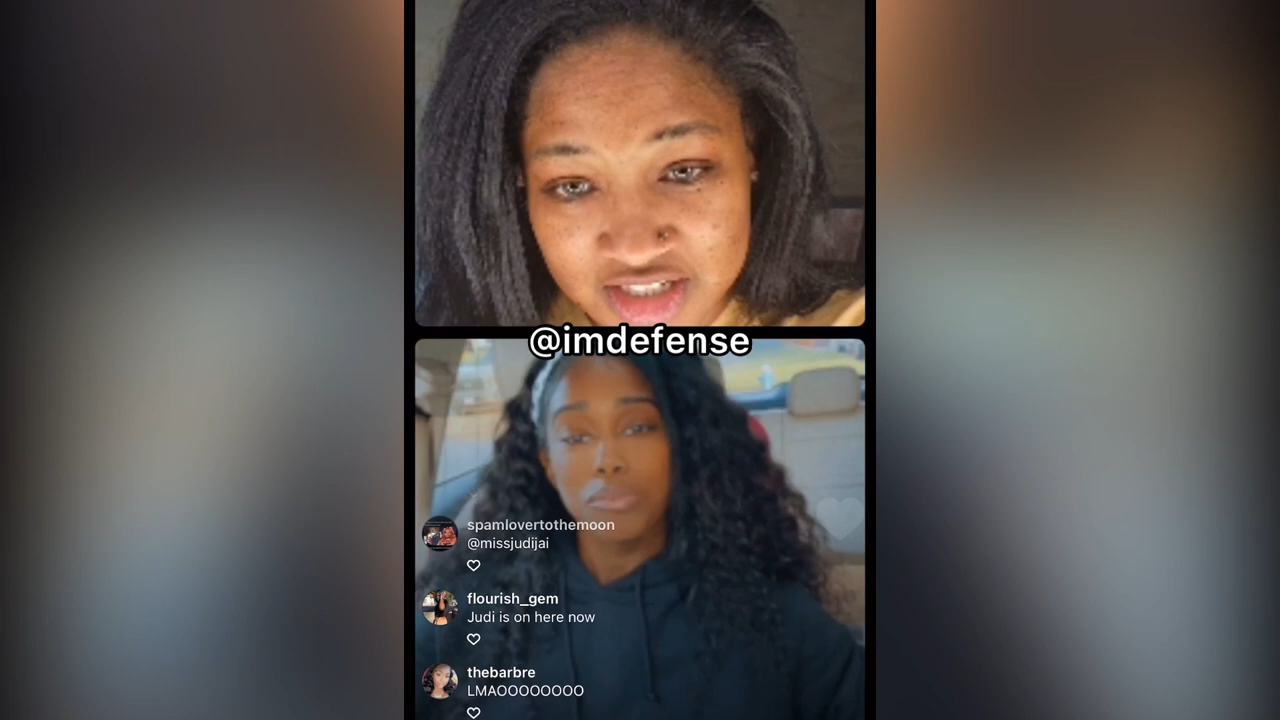 @imdefense
spamlovertothemoon
@missjudijai
flourish_gem
Judi is on here now
thebarbre
LMAOOOOOOOO